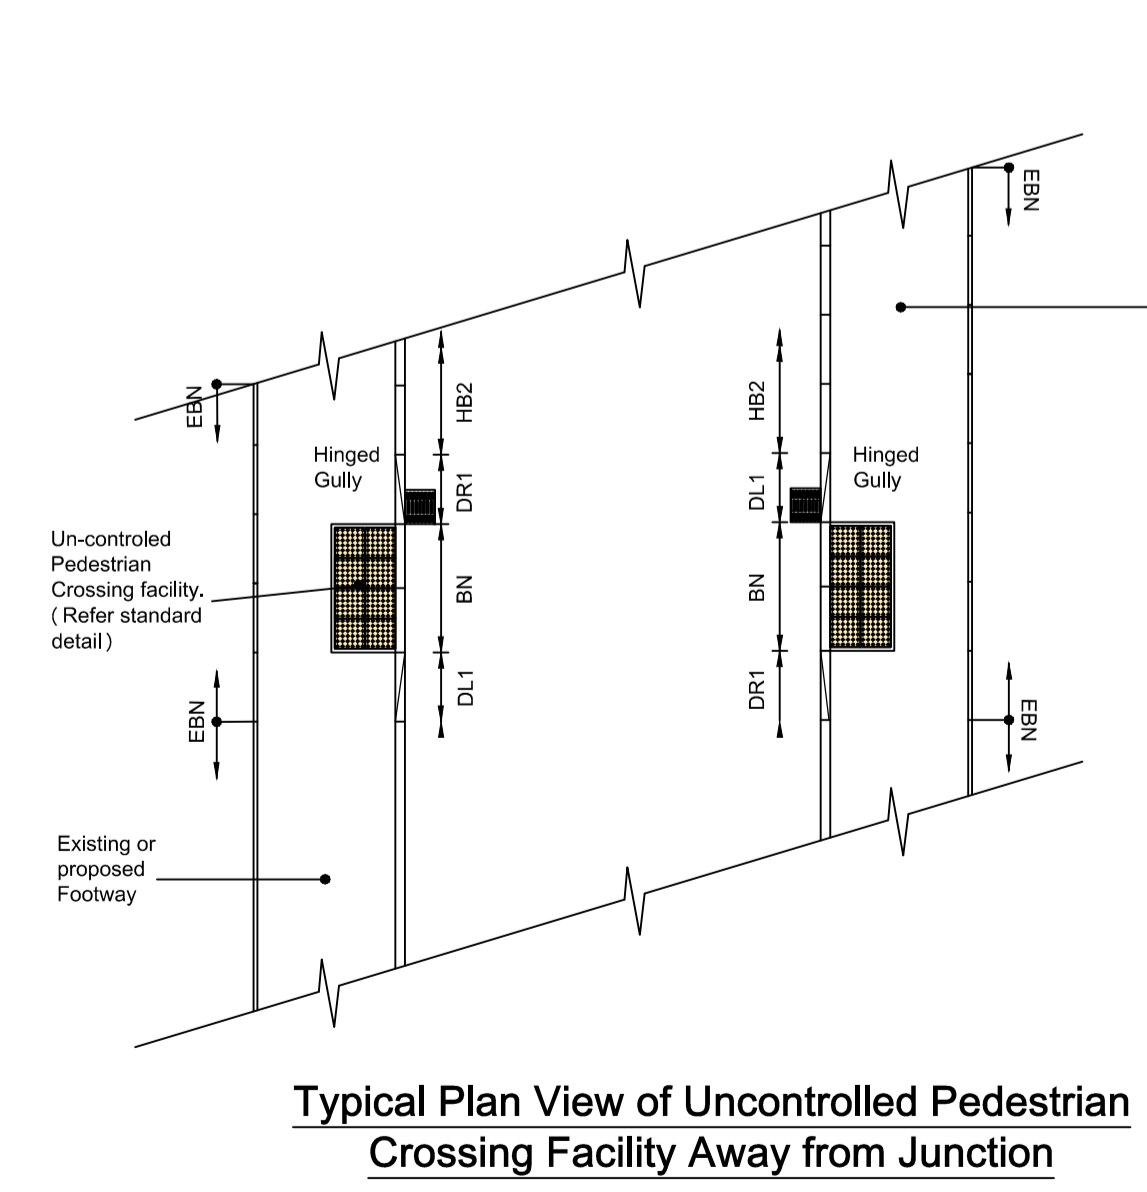 EBN
EBN
HB2
HB2
Hinged
Gully
Hinged
Gully
DR1
DL1
Un-controled
Pedestrian
Crossing facility.
( Refer standard
detail )
BN
BN
DL1
DR1
EBN
EBN
Existing or
proposed
Footway
Typical Plan View of Uncontrolled Pedestrian
Crossing Facility Away from Junction